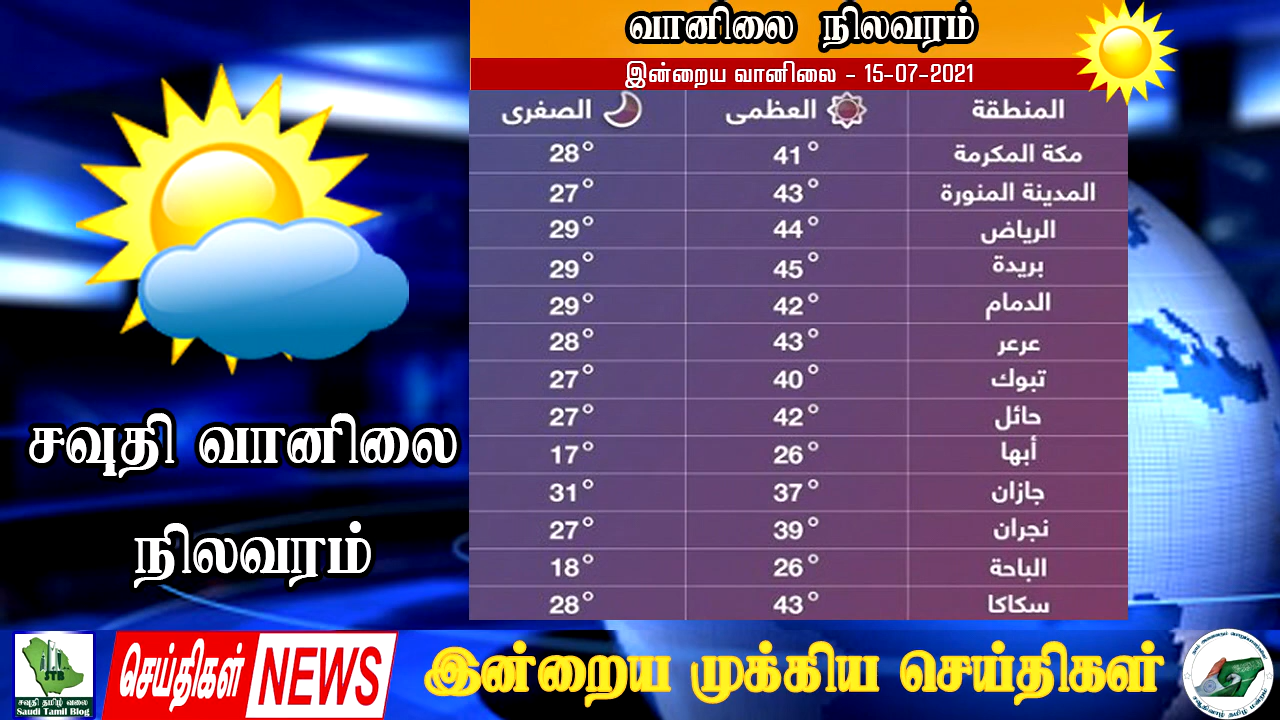 வானிலை நிலவரம்
இன்றைய வானிலை - 15-07-2021
المنطقة العظمى الصغرى
مكة المكرمة 41° 28°
المدينة المنورة 43° 27°
الرياض 44° 29°
بريدة 45° 29°
الدمام 42° 29°
عرعر 43° 28°
تبوك 40° 27°
حائل 42° 27°
أبها 26° 17°
جازان 37° 31°
نجران 39° 27°
الباحة 26° 18°
سكاكا 43° 28°
சவுதி வானிலை
நிலவரம்
STB
சவுதி தமிழ் வலை
Saudi Tamil Blog
செய்திகள் NEWS
இன்றைய முக்கிய செய்திகள்